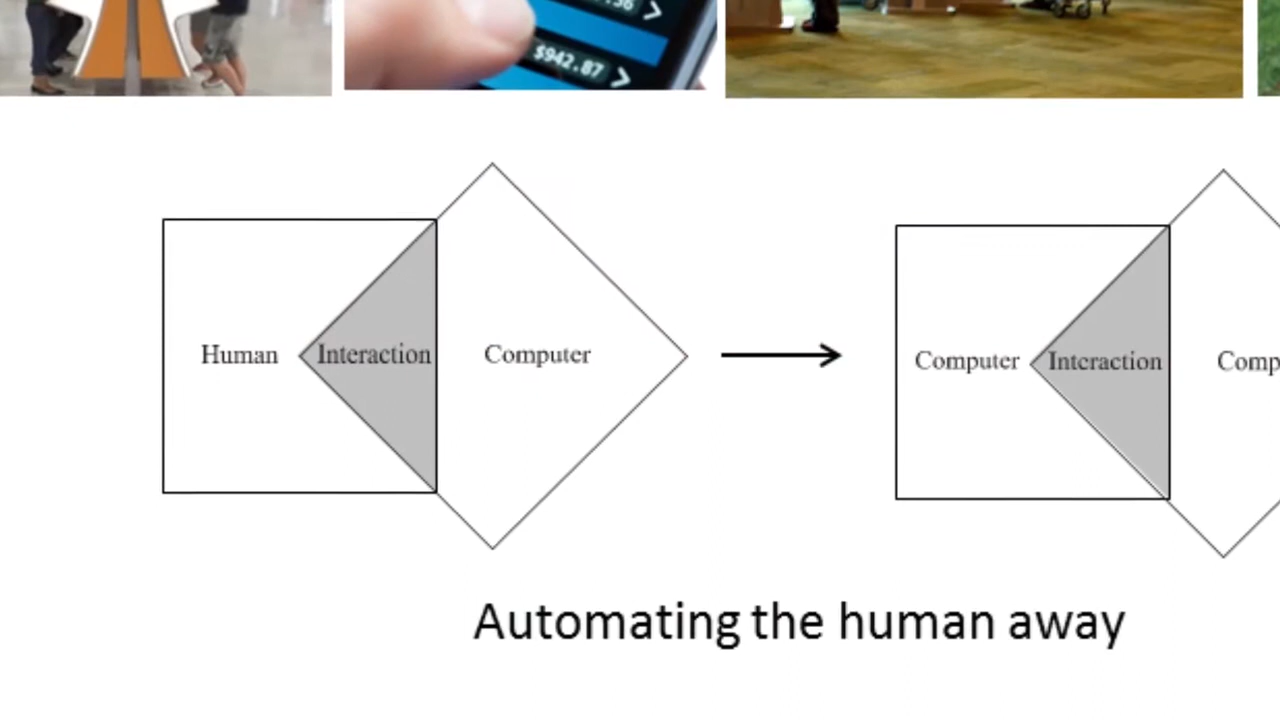 $942.87
Human Interaction Computer
Computer Interaction
Automating the human away